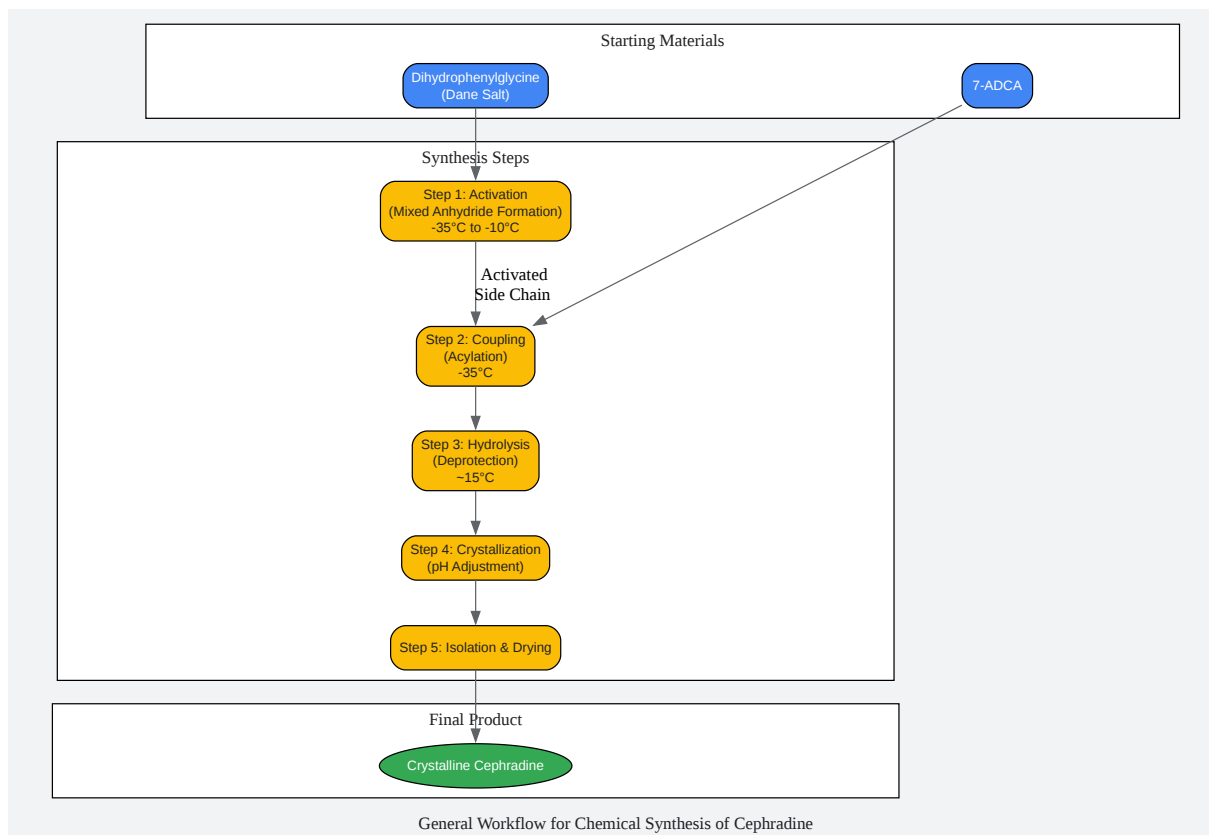 Starting Materials
Dihydrophenylglycine
(Dane Salt)
7-ADCA
Synthesis Steps
Step 1: Activation
(Mixed Anhydride Formation)
-35°C to -10°C
Activated
Side Chain
Step 2: Coupling
(Acylation)
-35°C
Step 3: Hydrolysis
(Deprotection)
~15°C
Step 4: Crystallization
(pH Adjustment)
Step 5: Isolation & Drying
Final Product
Crystalline Cephradine
General Workflow for Chemical Synthesis of Cephradine